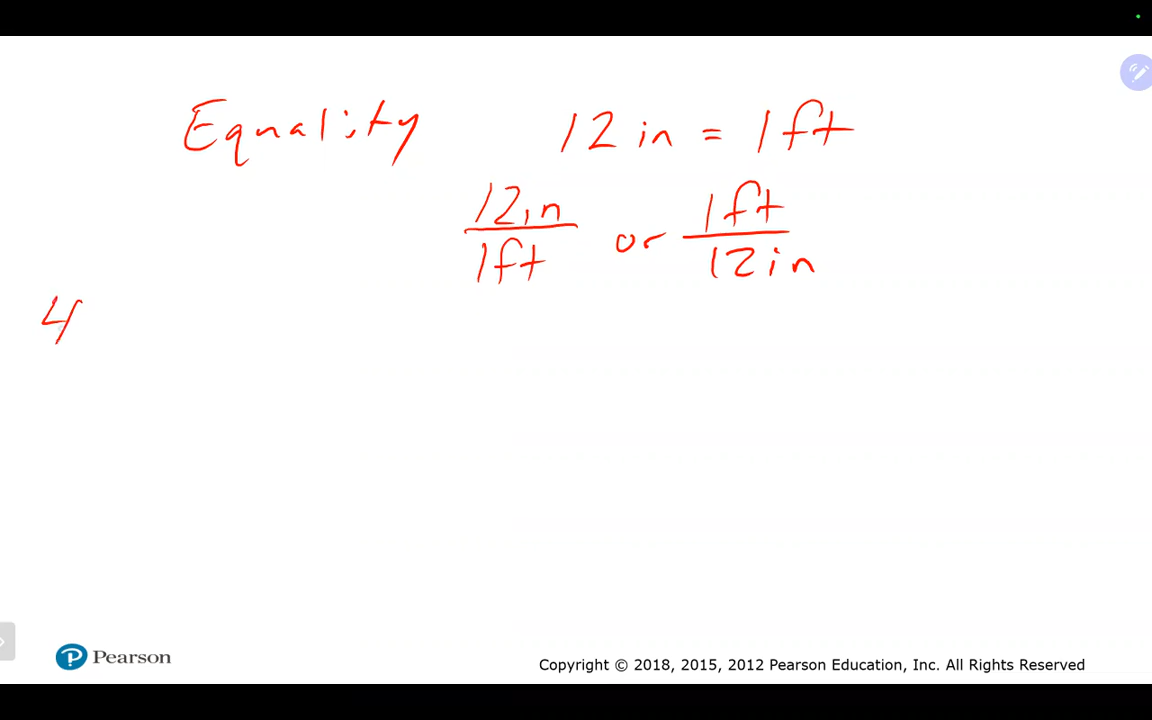 Equality 12 in = 1 ft
12 in / 1 ft or 1 ft / 12 in
4
Pearson
Copyright © 2018, 2015, 2012 Pearson Education, Inc. All Rights Reserved